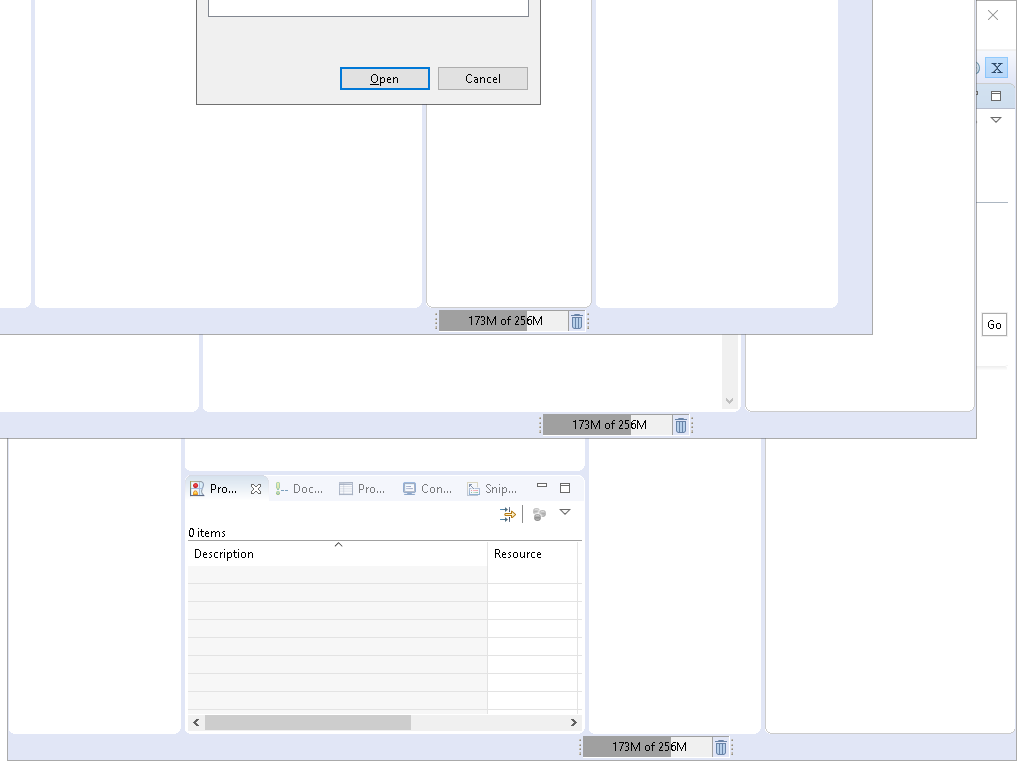 Open Cancel
X
173M of 256M
Go
173M of 256M
Pro... Doc... Pro... Con... Snip...
0 items
Description Resource
173M of 256M